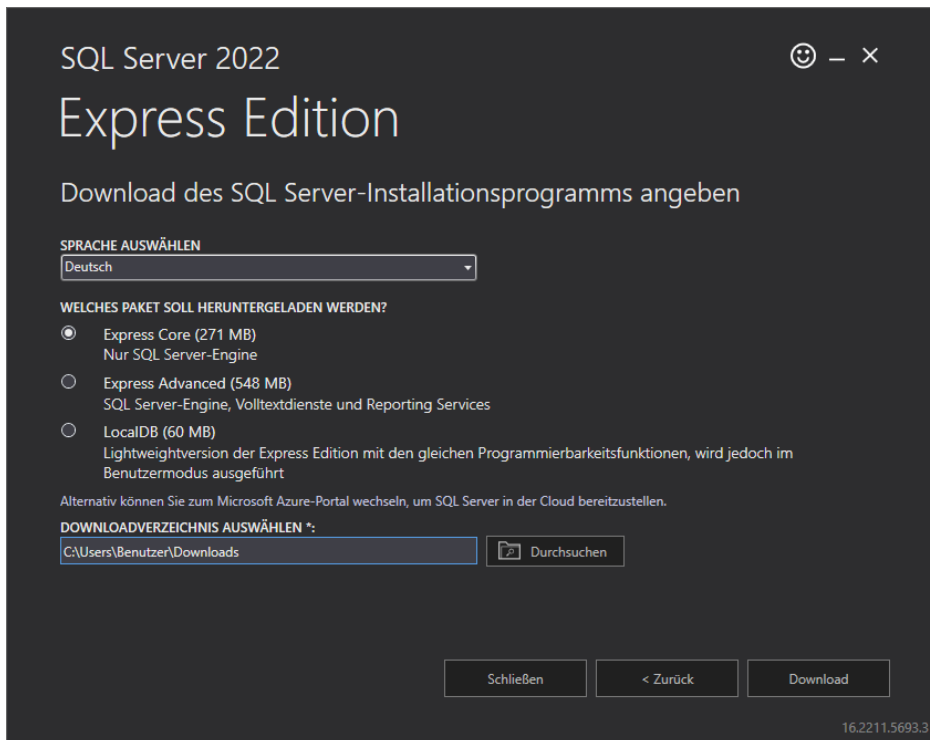 SQL Server 2022
Express Edition
Download des SQL Server-Installationsprogramms angeben
SPRACHE AUSWÄHLEN
Deutsch
WELCHES PAKET SOLL HERUNTERGELADEN WERDEN?
Express Core (271 MB)
Nur SQL Server-Engine
Express Advanced (548 MB)
SQL Server-Engine, Volltextdienste und Reporting Services
LocalDB (60 MB)
Lightweightversion der Express Edition mit den gleichen Programmierbarkeitsfunktionen, wird jedoch im
Benutzermodus ausgeführt
Alternativ können Sie zum Microsoft Azure-Portal wechseln, um SQL Server in der Cloud bereitzustellen.
DOWNLOADVERZEICHNIS AUSWÄHLEN *:
C:\Users\Benutzer\Downloads
Durchsuchen
Schließen
< Zurück
Download
16.2211.5693.3